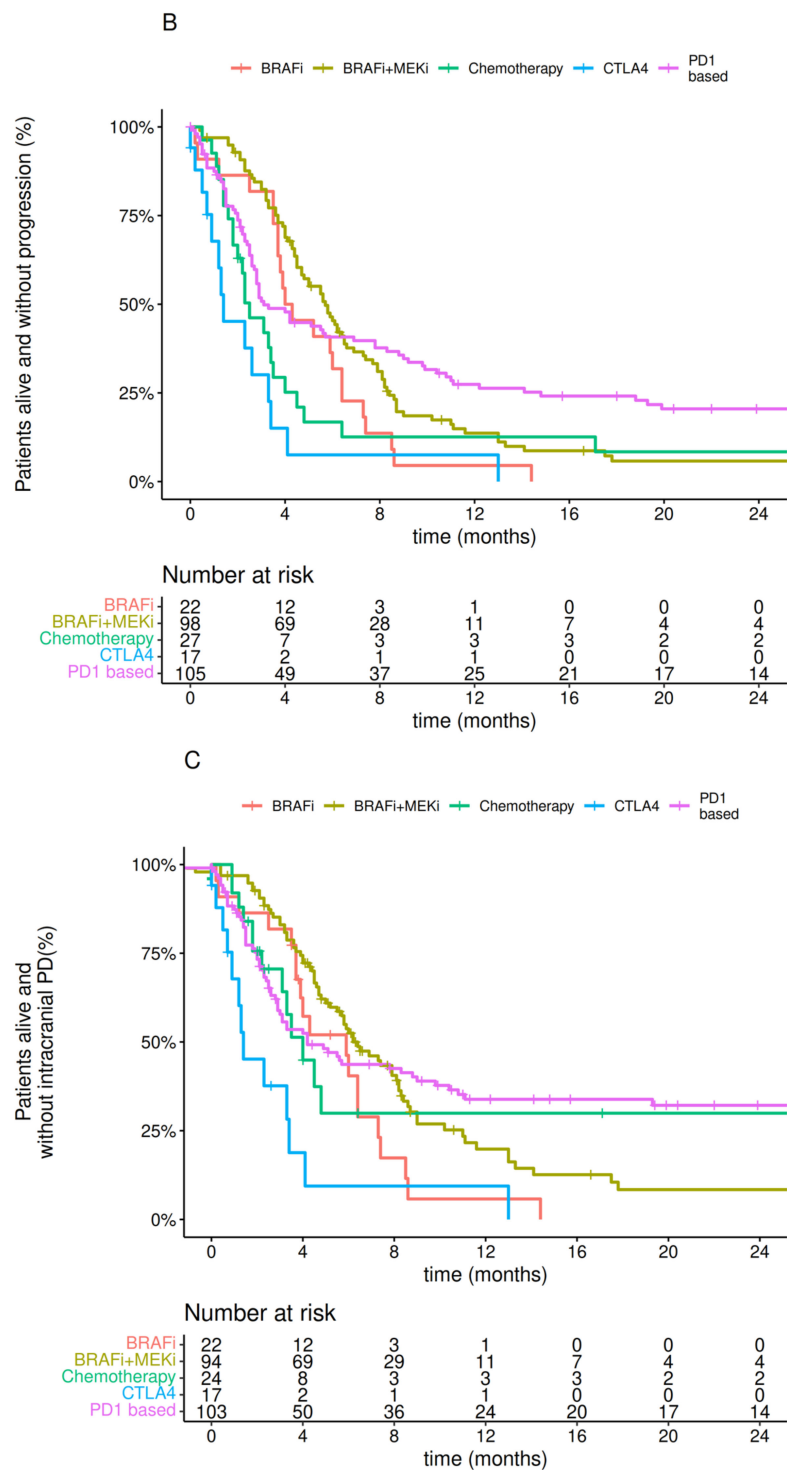 B
BRAFi BRAFi+MEKi Chemotherapy CTLA4 PD1 based
Patients alive and without progression (%)
100%
75%
50%
25%
0%
0 4 8 12 16 20 24
time (months)
Number at risk
BRAFi 22 12 3 1 0 0 0
BRAFi+MEKi 98 69 28 11 7 4 4
Chemotherapy 27 7 3 3 3 2 2
CTLA4 17 2 1 1 0 0 0
PD1 based 105 49 37 25 21 17 14
0 4 8 12 16 20 24
time (months)
C
BRAFi BRAFi+MEKi Chemotherapy CTLA4 PD1 based
Patients alive and
without intracranial PD(%)
100%
75%
50%
25%
0%
0 4 8 12 16 20 24
time (months)
Number at risk
BRAFi 22 12 3 1 0 0 0
BRAFi+MEKi 94 69 29 11 7 4 4
Chemotherapy 24 8 3 3 3 2 2
CTLA4 17 2 1 1 0 0 0
PD1 based 103 50 36 24 20 17 14
0 4 8 12 16 20 24
time (months)